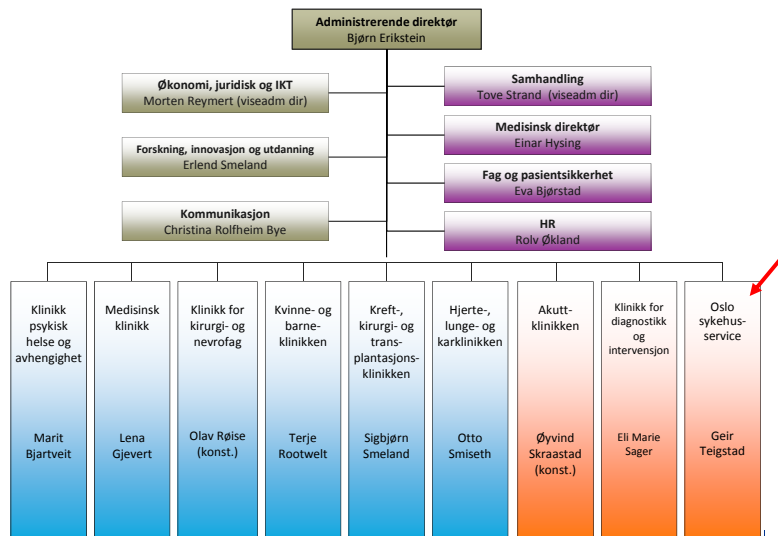 Administrerende direktør
Bjørn Erikstein
Økonomi, juridisk og IKT
Morten Reymert (viseadm dir)
Samhandling
Tove Strand (viseadm dir)
Forskning, innovasjon og utdanning
Erlend Smeland
Medisinsk direktør
Einar Hysing
Fag og pasientsikkerhet
Eva Bjørstad
Kommunikasjon
Christina Rolfheim Bye
HR
Rolv Økland
Klinikk
psykisk
helse og
avhengighet
Marit
Bjartveit
Medisinsk
klinikk
Lena
Gjevert
Klinikk for
kirurgi- og
nevrofag
Olav Røise
(konst.)
Kvinne- og
barne-
klinikken
Terje
Rootwelt
Kreft-,
kirurgi- og
trans-
plantasjons-
klinikken
Sigbjørn
Smeland
Hjerte-,
lunge- og
karklinikken
Otto
Smiseth
Akutt-
klinikken
Øyvind
Skraastad
(konst.)
Klinikk for
diagnostikk
og
intervensjon
Eli Marie
Sager
Oslo
sykehus-
service
Geir
Teigstad